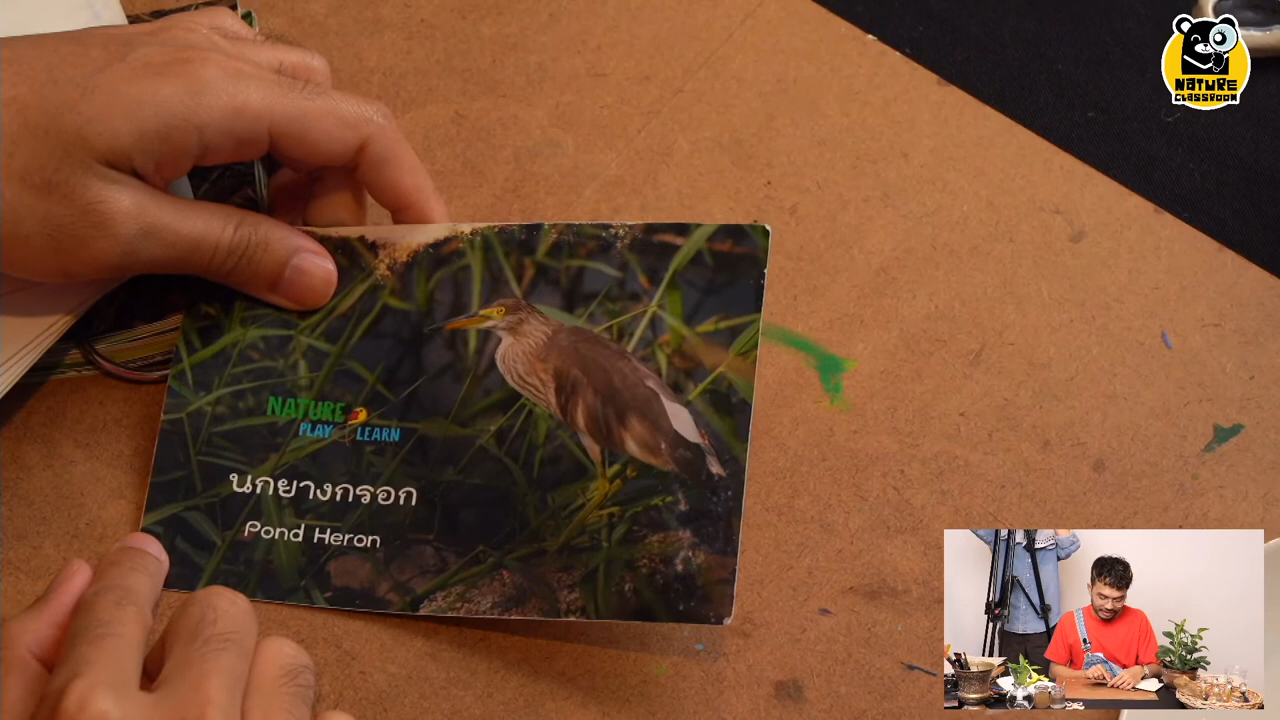 NATURE
CLASSROOM
NATURE
PLAY & LEARN
นกยางกรอก
Pond Heron